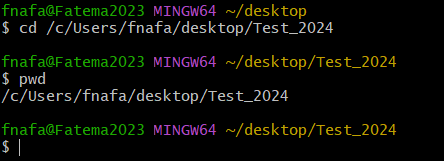 fnafa@Fatema2023 MINGW64 ~/desktop
$ cd /c/Users/fnafa/desktop/Test_2024
fnafa@Fatema2023 MINGW64 ~/desktop/Test_2024
$ pwd
/c/Users/fnafa/desktop/Test_2024
fnafa@Fatema2023 MINGW64 ~/desktop/Test_2024
$